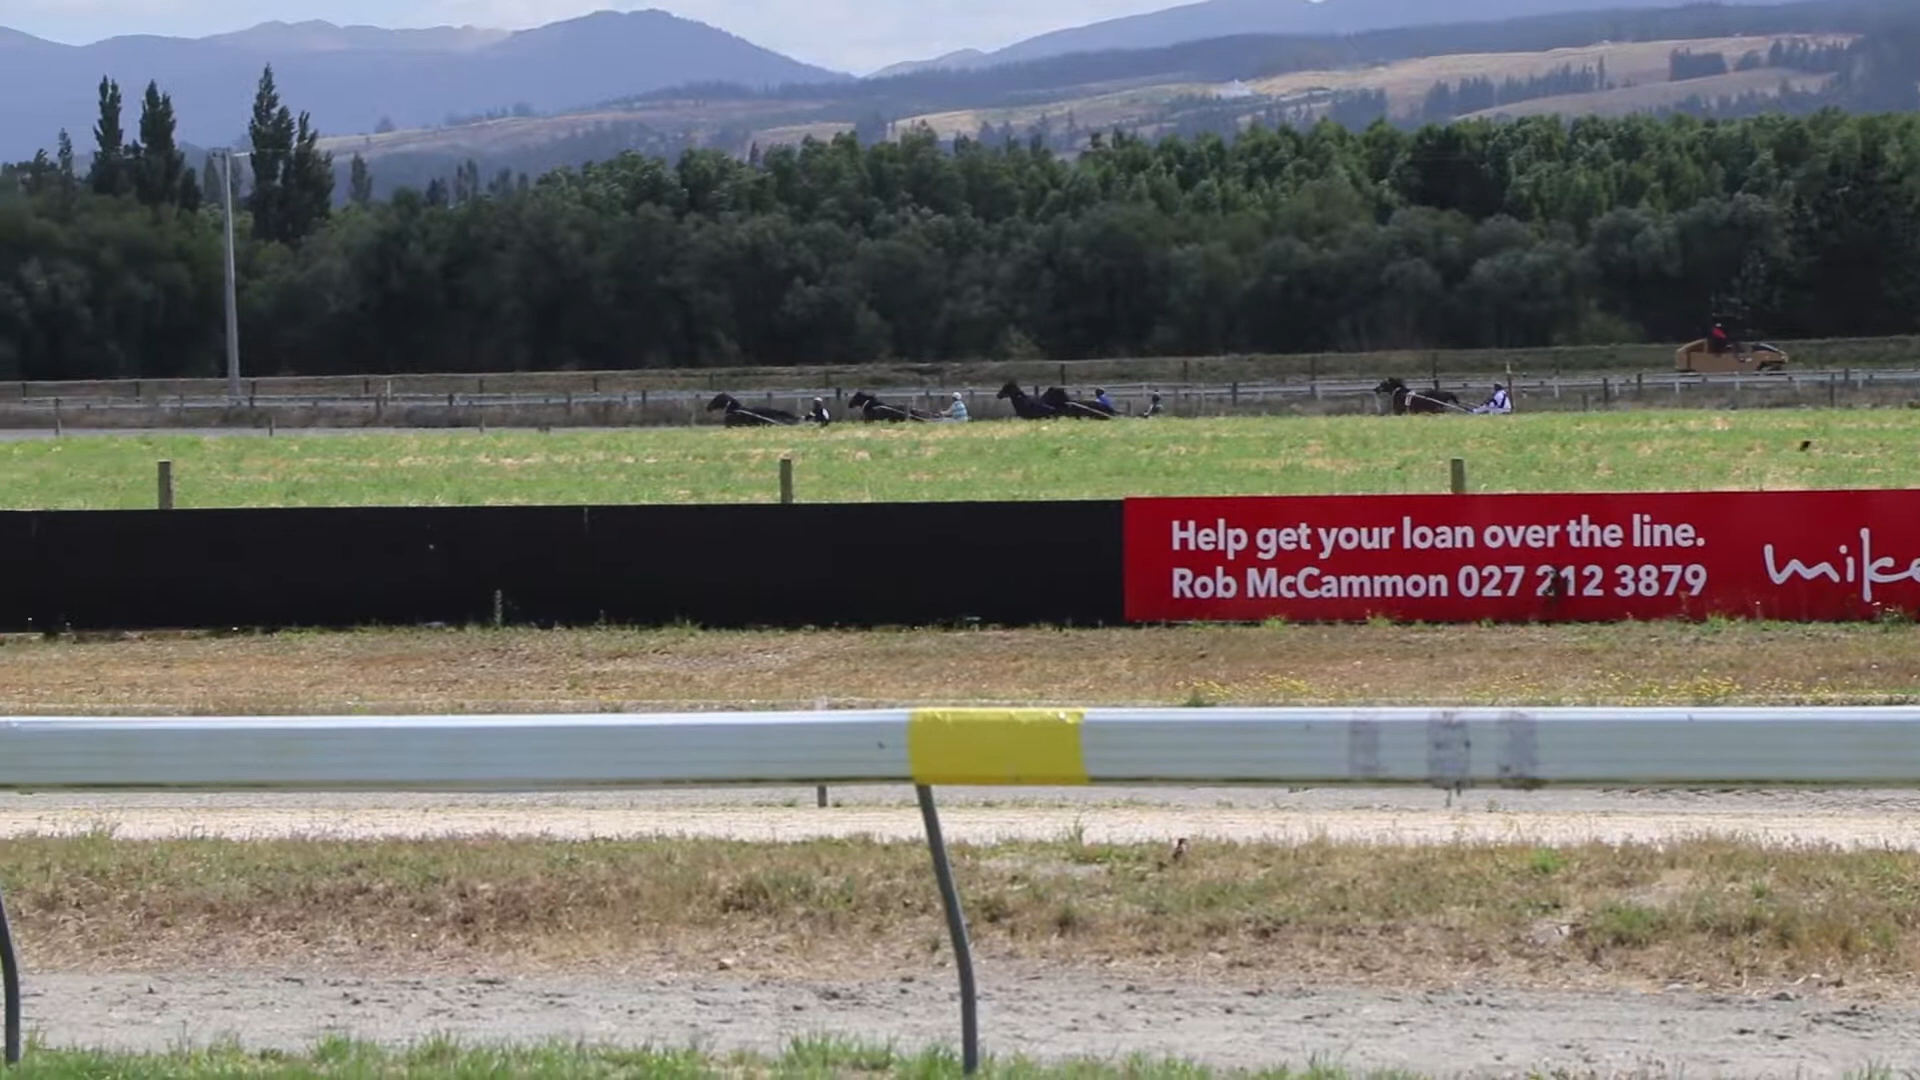 Help get your loan over the line.
Rob McCammon 027 212 3879
mike